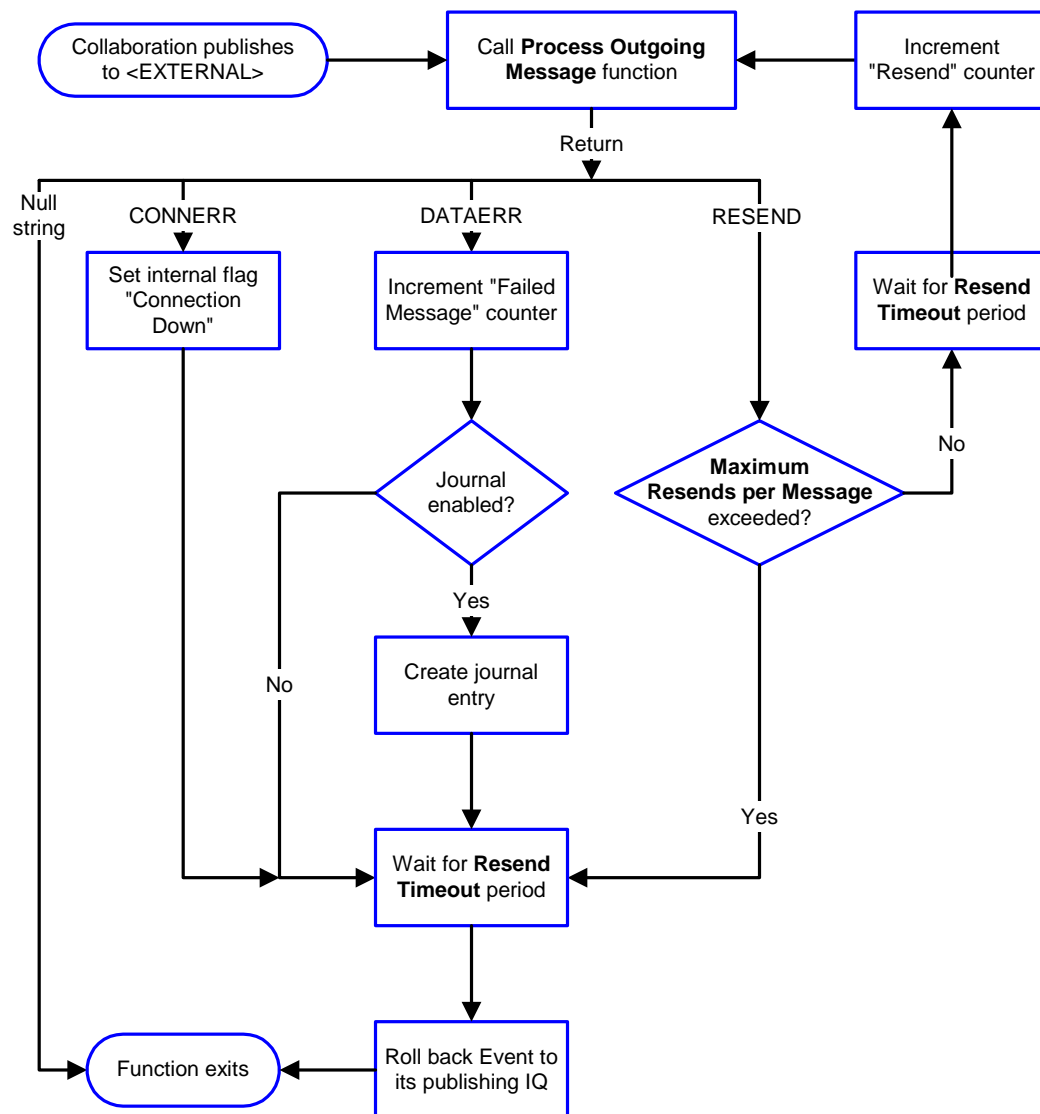 Collaboration publishes
to <EXTERNAL>
Call Process Outgoing
Message function
Increment
"Resend" counter
Return
Null
string
CONNERR
DATAERR
RESEND
Set internal flag
"Connection
Down"
Increment "Failed
Message" counter
Wait for Resend
Timeout period
Journal
enabled?
Maximum
Resends per Message
exceeded?
No
Yes
No
Create journal
entry
Yes
Wait for Resend
Timeout period
Function exits
Roll back Event to
its publishing IQ